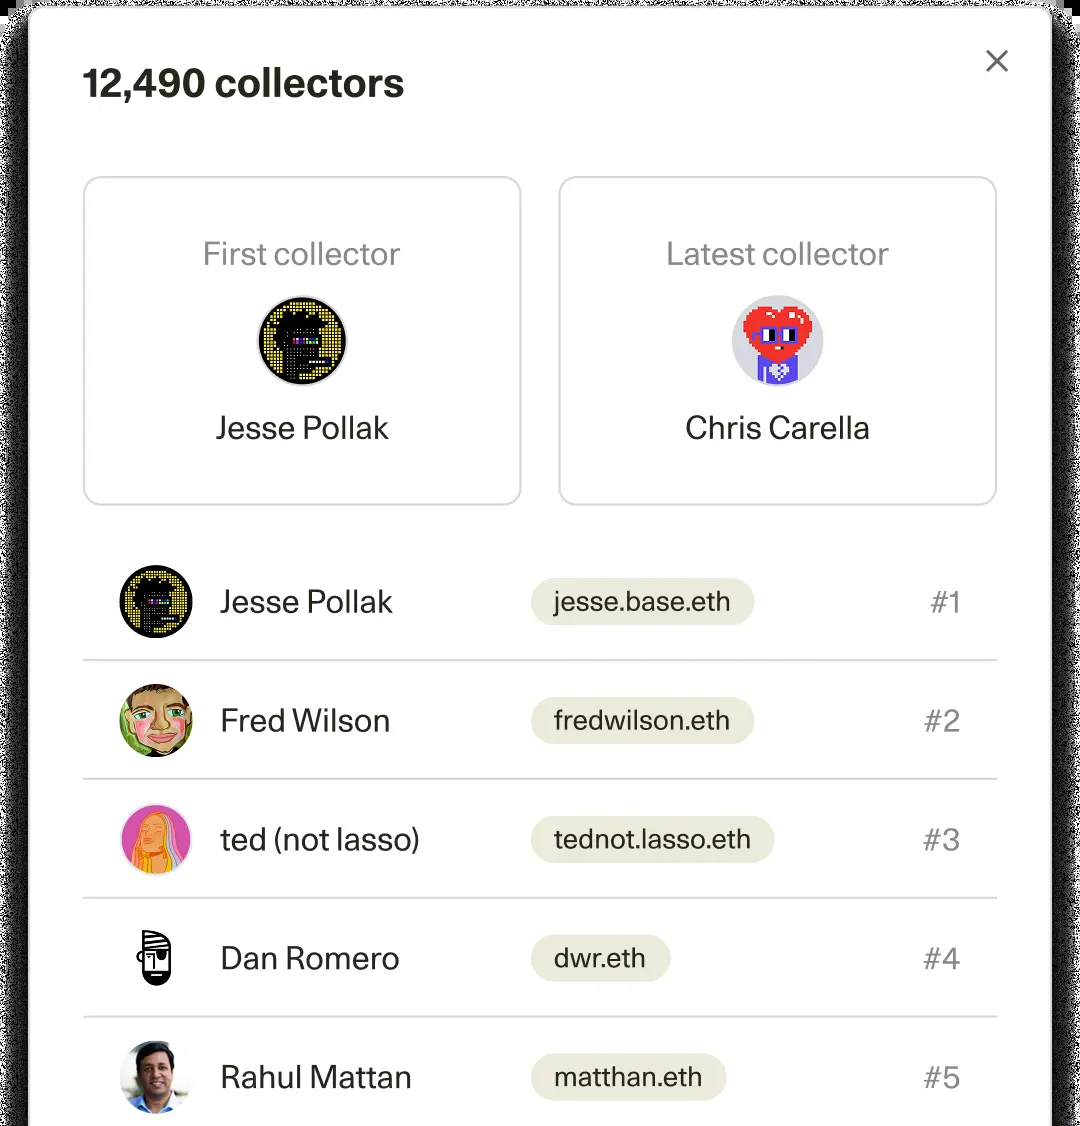 12,490 collectors
First collector
Jesse Pollak
Latest collector
Chris Carella
Jesse Pollak jesse.base.eth #1
Fred Wilson fredwilson.eth #2
ted (not lasso) tednot.lasso.eth #3
Dan Romero dwr.eth #4
Rahul Mattan matthan.eth #5